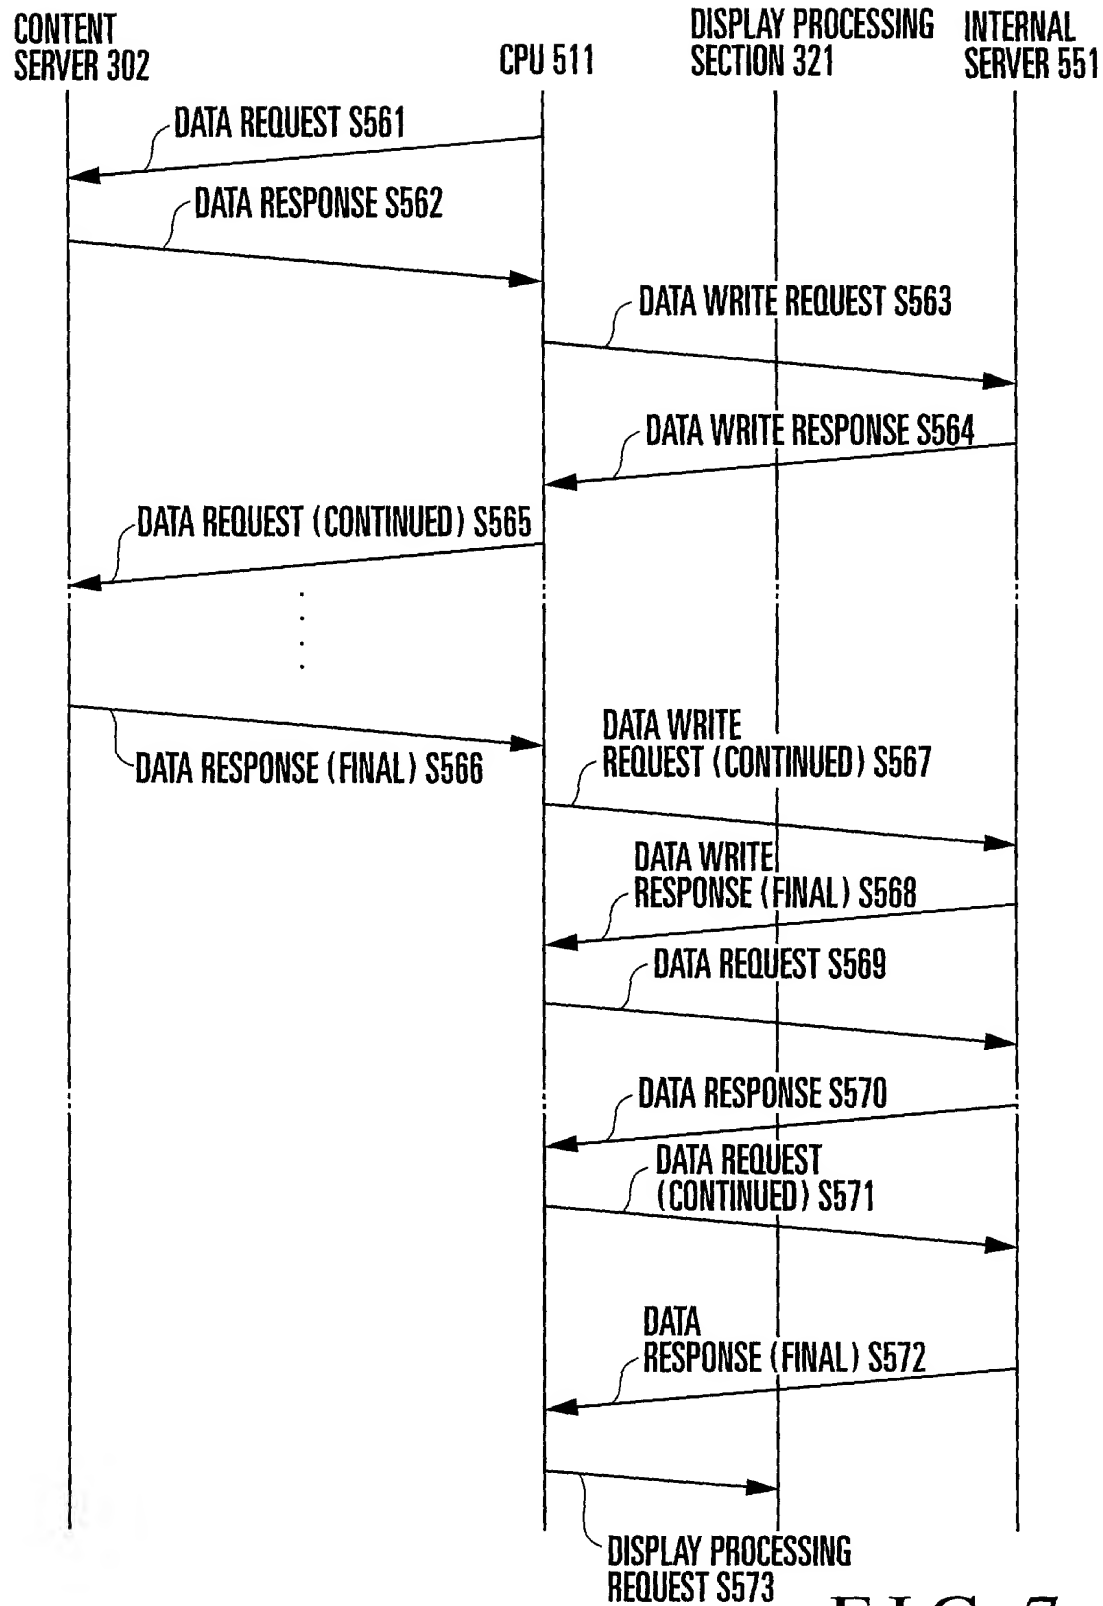 CONTENT
SERVER 302
CPU 511
DISPLAY PROCESSING
SECTION 321
INTERNAL
SERVER 551
DATA REQUEST S561
DATA RESPONSE S562
DATA WRITE REQUEST S563
DATA WRITE RESPONSE S564
DATA REQUEST (CONTINUED) S565
DATA RESPONSE (FINAL) S566
DATA WRITE
REQUEST (CONTINUED) S567
DATA WRITE
RESPONSE (FINAL) S568
DATA REQUEST S569
DATA RESPONSE S570
DATA REQUEST
(CONTINUED) S571
DATA
RESPONSE (FINAL) S572
DISPLAY PROCESSING
REQUEST S573